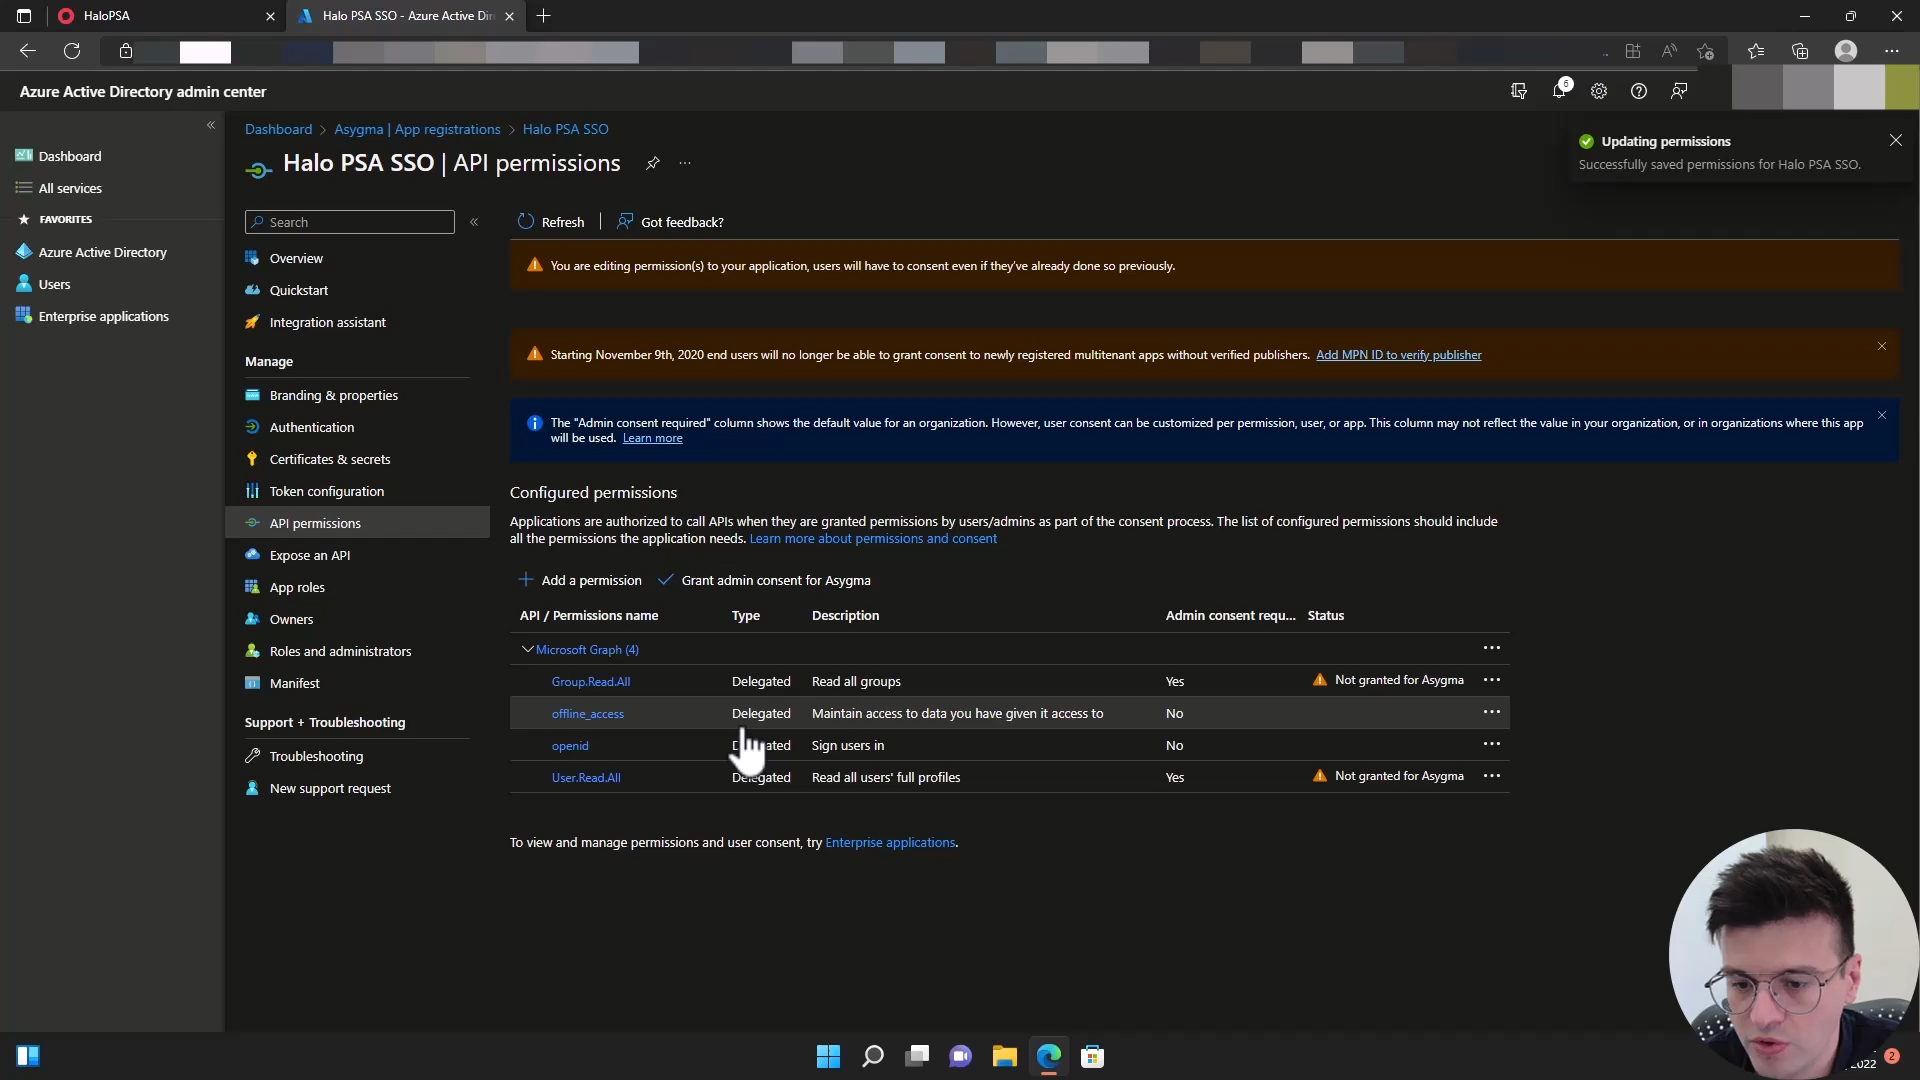 HaloPSA
Halo PSA SSO - Azure Active Dir
Azure Active Directory admin center
6
Dashboard > Asygma | App registrations > Halo PSA SSO
Halo PSA SSO | API permissions
Updating permissions
Successfully saved permissions for Halo PSA SSO.
Dashboard
All services
FAVORITES
Azure Active Directory
Users
Enterprise applications
Search
Overview
Quickstart
Integration assistant
Manage
Branding & properties
Authentication
Certificates & secrets
Token configuration
API permissions
Expose an API
App roles
Owners
Roles and administrators
Manifest
Support + Troubleshooting
Troubleshooting
New support request
Refresh
Got feedback?
You are editing permission(s) to your application, users will have to consent even if they've already done so previously.
Starting November 9th, 2020 end users will no longer be able to grant consent to newly registered multitenant apps without verified publishers. Add MPN ID to verify publisher
The "Admin consent required" column shows the default value for an organization. However, user consent can be customized per permission, user, or app. This column may not reflect the value in your organization, or in organizations where this app
will be used. Learn more
Configured permissions
Applications are authorized to call APIs when they are granted permissions by users/admins as part of the consent process. The list of configured permissions should include
all the permissions the application needs. Learn more about permissions and consent
Add a permission
Grant admin consent for Asygma
API / Permissions name Type Description Admin consent requ... Status
Microsoft Graph (4)
Group.Read.All Delegated Read all groups Yes Not granted for Asygma
offline_access Delegated Maintain access to data you have given it access to No
openid Sign users in No
User.Read.All Delegated Read all users' full profiles Yes Not granted for Asygma
To view and manage permissions and user consent, try Enterprise applications.
2022
2